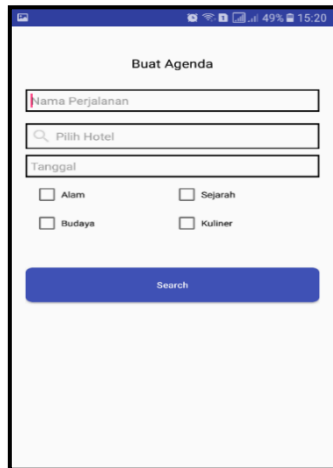 49% 15:20
Buat Agenda
Nama Perjalanan
Pilih Hotel
Tanggal
Alam Sejarah
Budaya Kuliner
Search